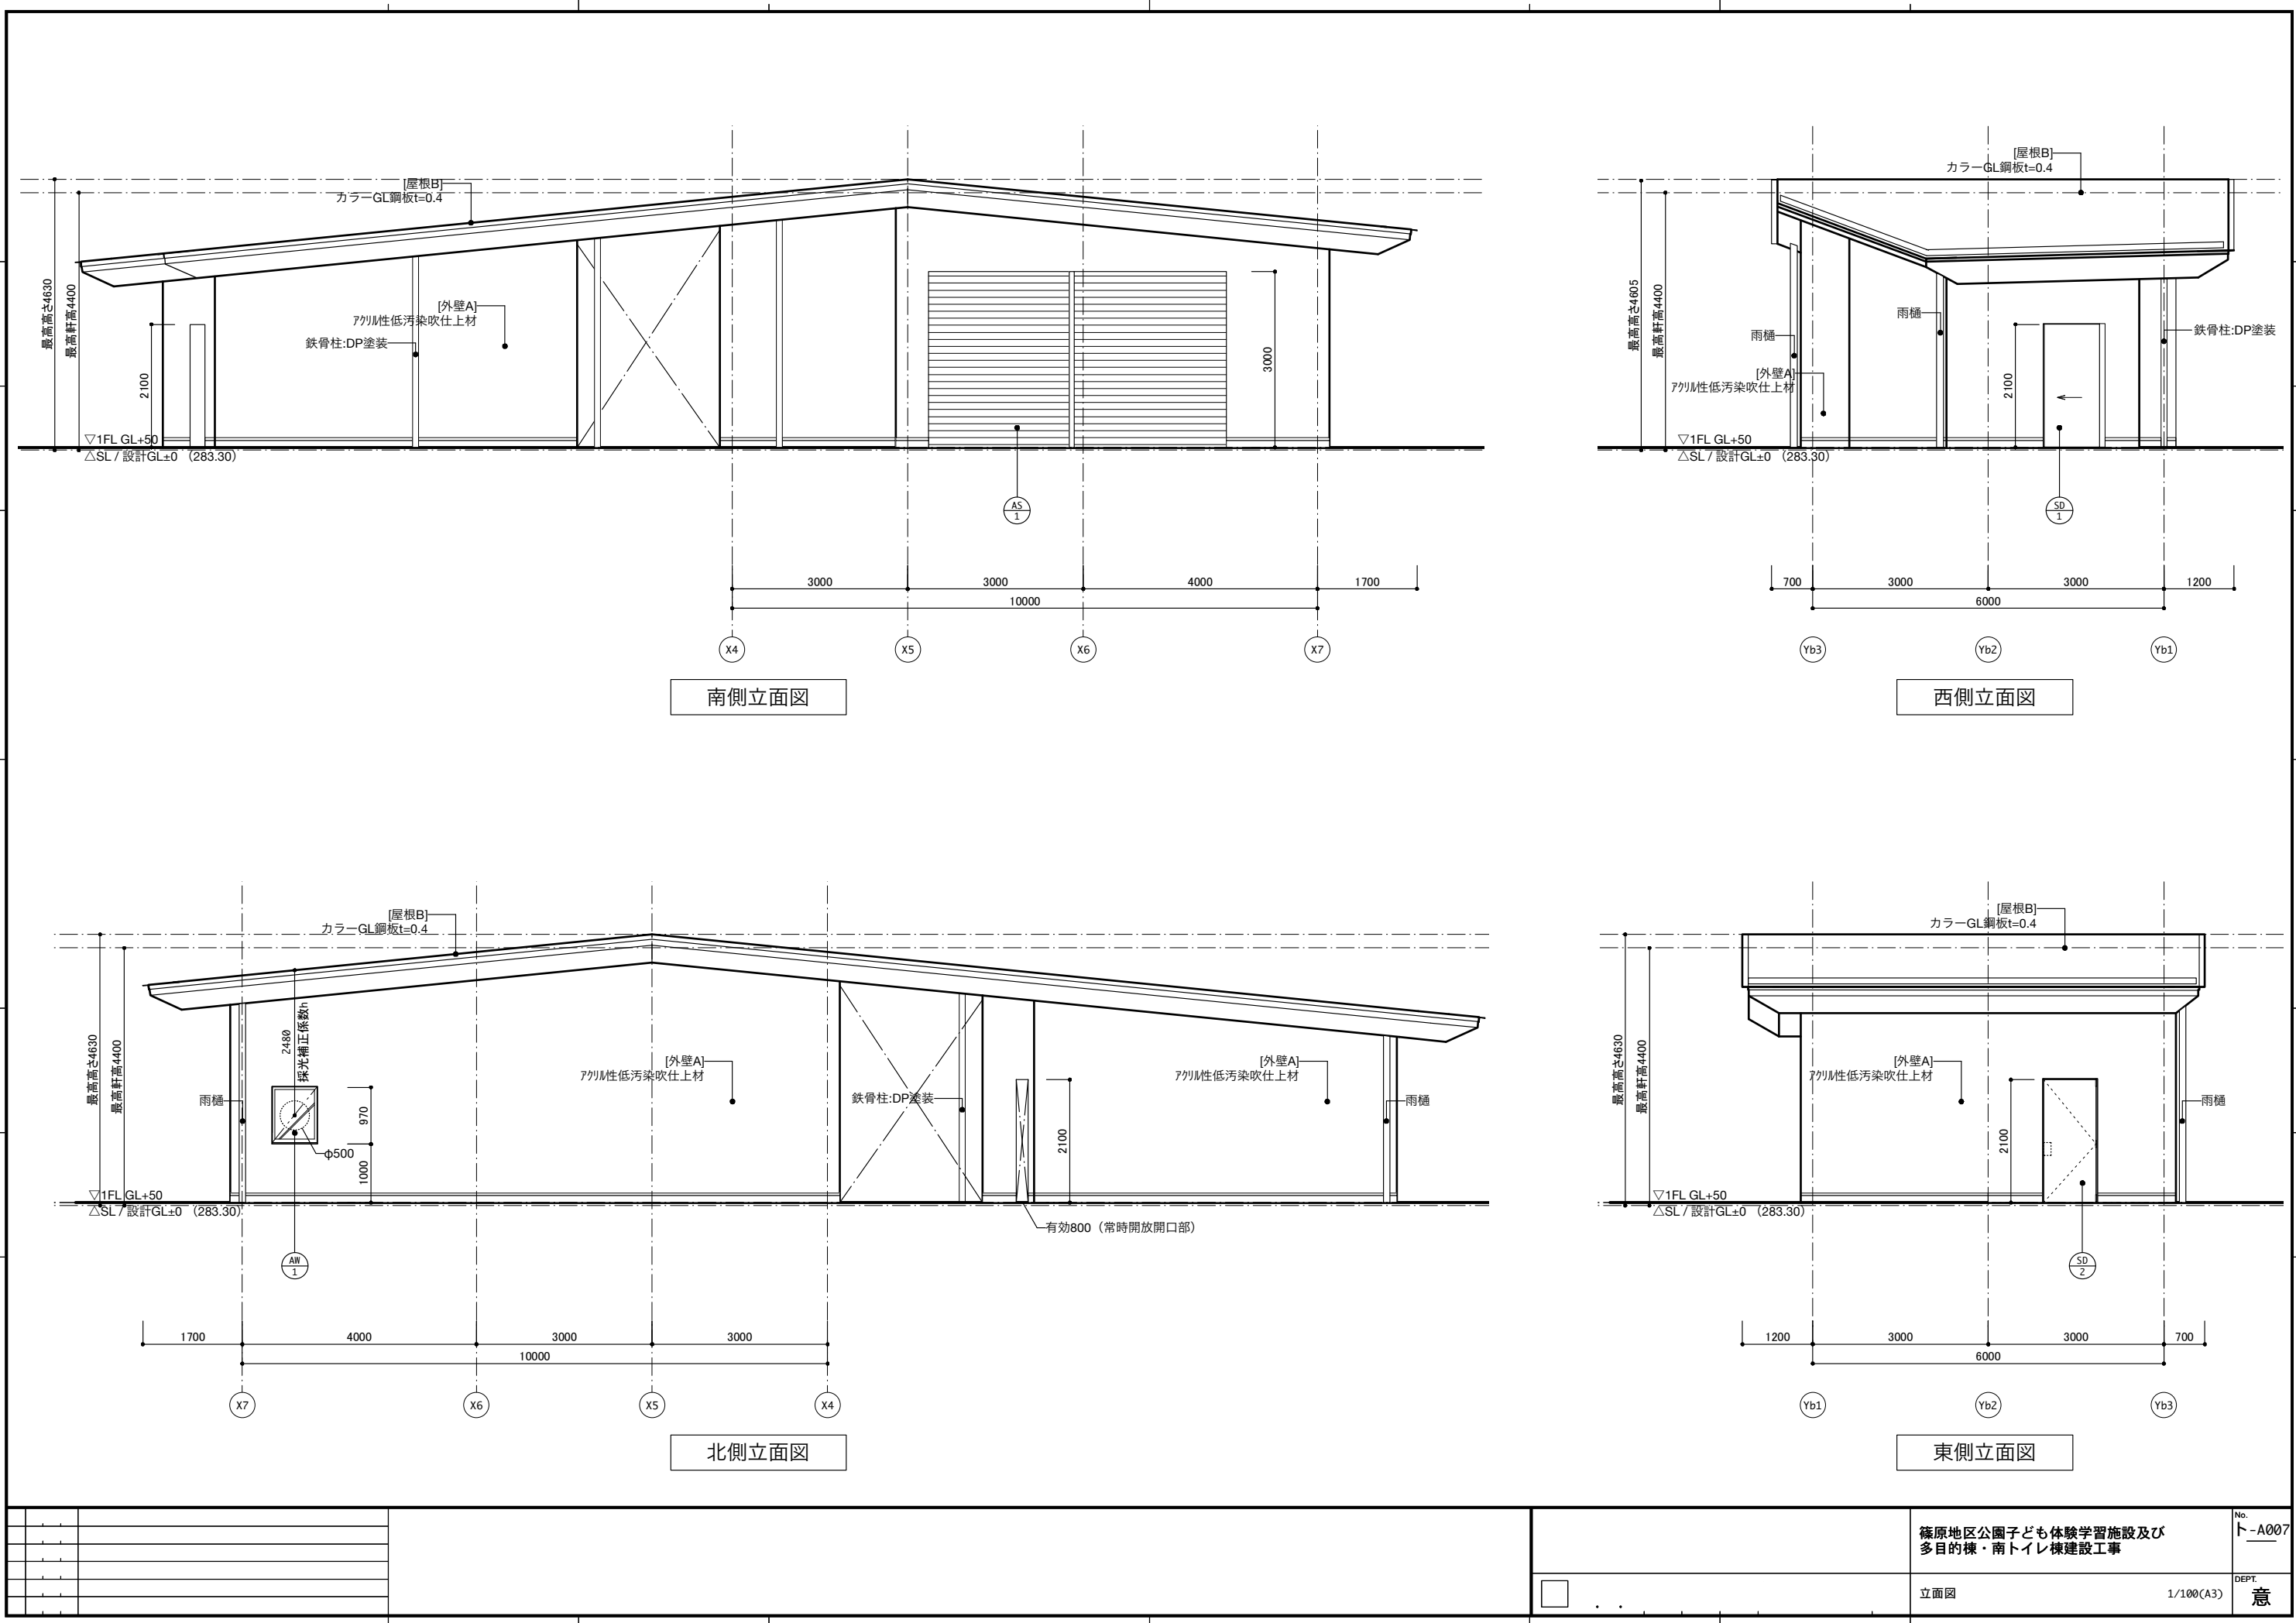 [屋根B]
カラーGL鋼板t=0.4
最高高さ4630
最高軒高4400
2100
[外壁A]
ｱｸﾘﾙ性低汚染吹仕上材
鉄骨柱:DP塗装
3000
▽1FL GL+50
△SL / 設計GL±0 （283.30）
AS
1
3000
3000
4000
1700
10000
X4
X5
X6
X7
南側立面図
[屋根B]
カラーGL鋼板t=0.4
最高高さ4605
最高軒高4400
雨樋
雨樋
鉄骨柱:DP塗装
[外壁A]
ｱｸﾘﾙ性低汚染吹仕上材
2100
▽1FL GL+50
△SL / 設計GL±0 （283.30）
SD
1
700
3000
3000
1200
6000
Yb3
Yb2
Yb1
西側立面図
[屋根B]
カラーGL鋼板t=0.4
最高高さ4630
最高軒高4400
2480
採光補正係数h
雨樋
970
φ500
1000
[外壁A]
ｱｸﾘﾙ性低汚染吹仕上材
鉄骨柱:DP塗装
2100
[外壁A]
ｱｸﾘﾙ性低汚染吹仕上材
雨樋
▽1FL GL+50
△SL / 設計GL±0 （283.30）
有効800（常時開放開口部）
AW
1
1700
4000
3000
3000
10000
X7
X6
X5
X4
北側立面図
[屋根B]
カラーGL鋼板t=0.4
最高高さ4630
最高軒高4400
[外壁A]
ｱｸﾘﾙ性低汚染吹仕上材
2100
雨樋
▽1FL GL+50
△SL / 設計GL±0 （283.30）
SD
2
1200
3000
3000
700
6000
Yb1
Yb2
Yb3
東側立面図
篠原地区公園子ども体験学習施設及び
多目的棟・南トイレ棟建設工事
No.
ト-A007
立面図
1/100(A3)
DEPT.
意